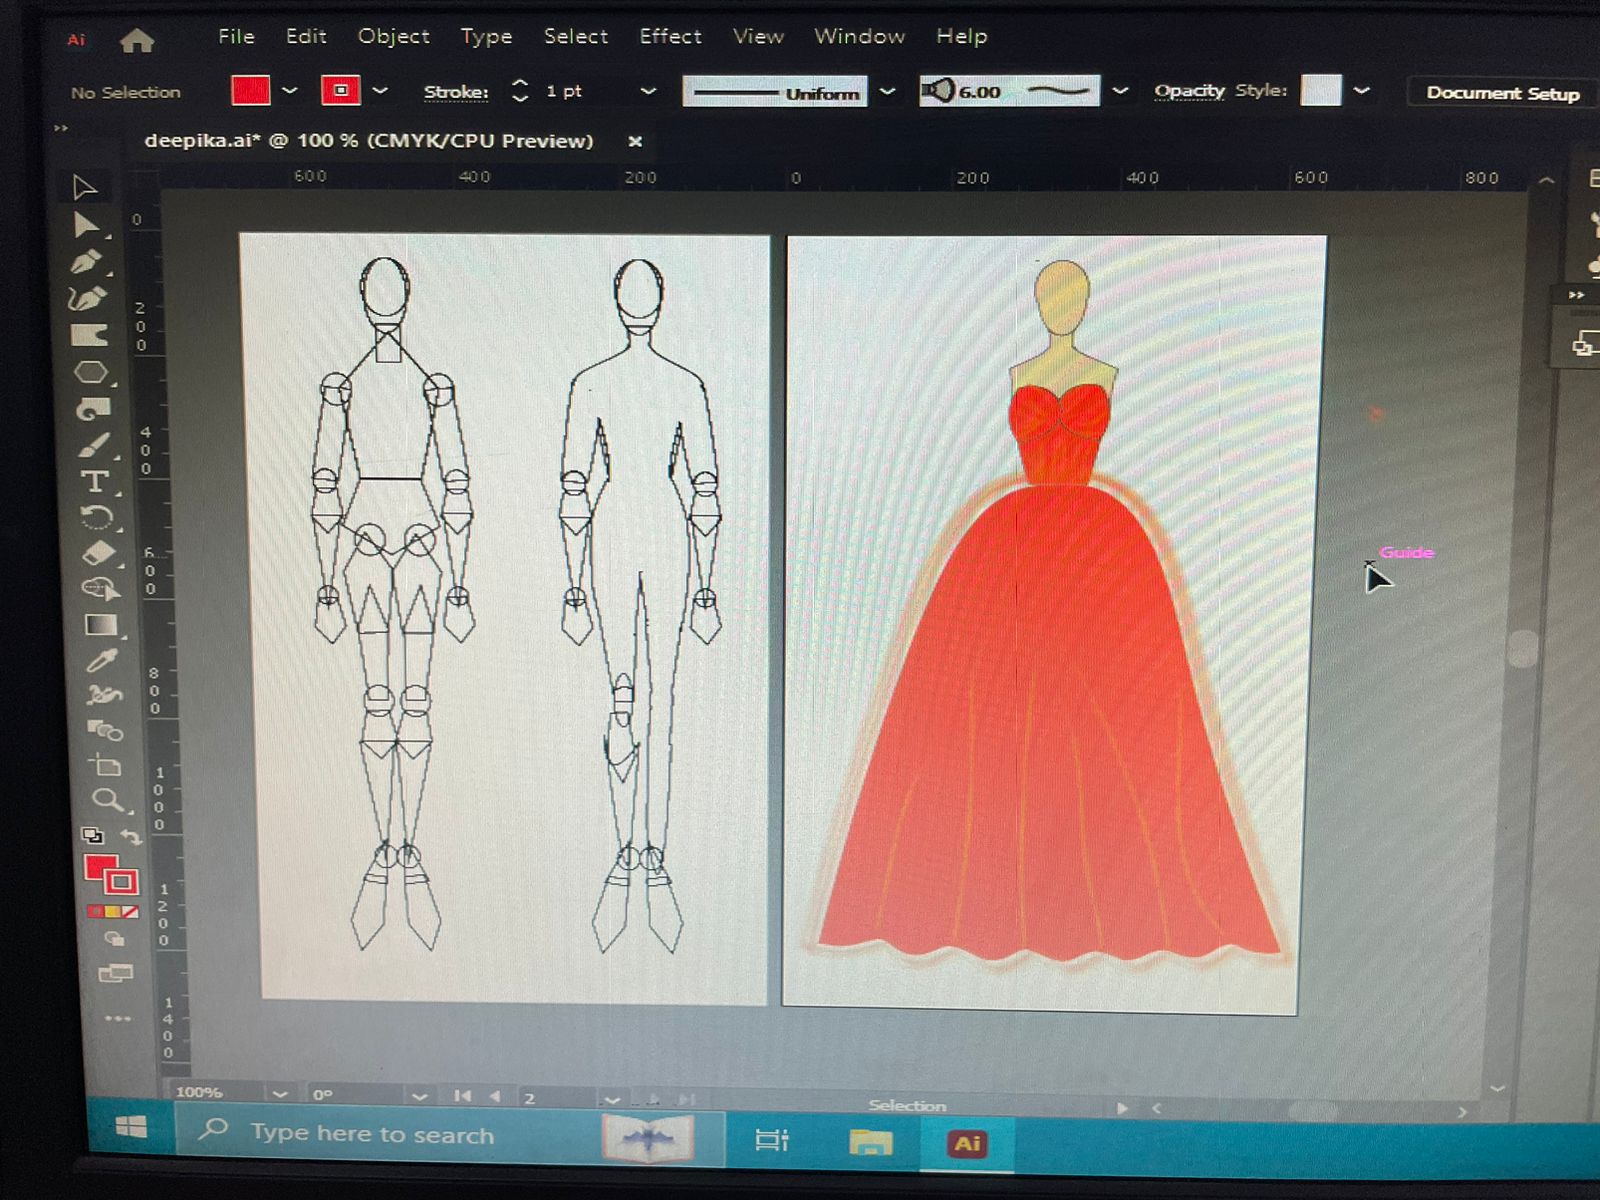 Ai File Edit Object Type Select Effect View Window Help
No Selection Stroke: 1 pt Uniform 6.00 Opacity Style: Document Setup
deepika.ai* @ 100 % (CMYK/CPU Preview) ×
600 400 200 0 200 400 600 800
0
200
400
Guide
6...00
800
1000
1200
1400
100% 0° 2 Selection
Type here to search Ai